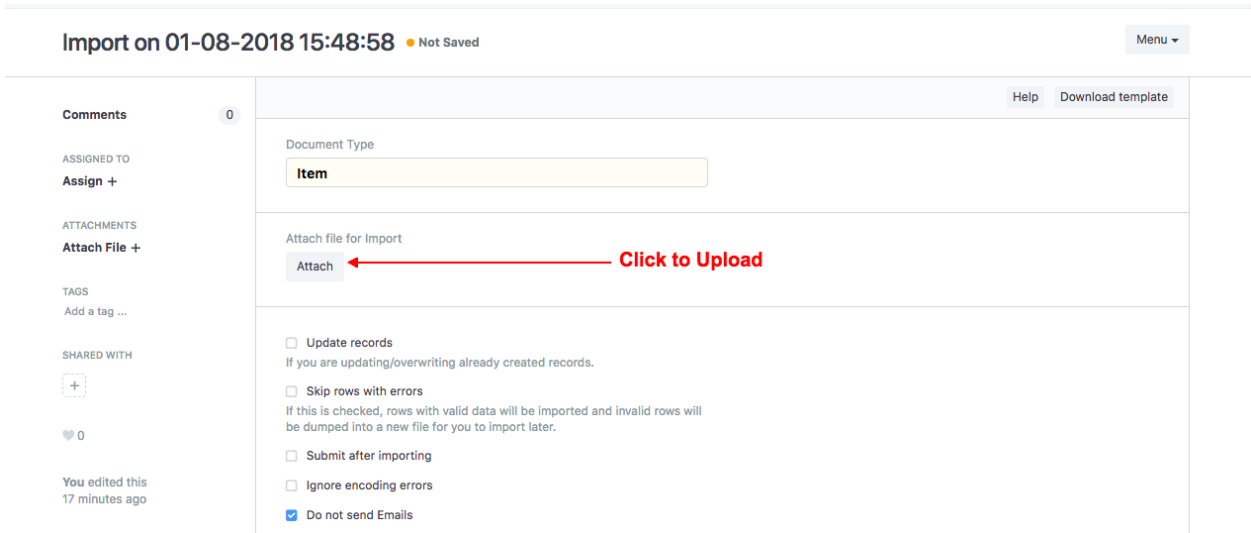 Import on 01-08-2018 15:48:58 Not Saved
Menu
Comments 0
ASSIGNED TO
Assign +
ATTACHMENTS
Attach File +
TAGS
Add a tag ...
SHARED WITH
+
0
You edited this
17 minutes ago
Help Download template
Document Type
Item
Attach file for Import
Attach
Click to Upload
Update records
If you are updating/overwriting already created records.
Skip rows with errors
If this is checked, rows with valid data will be imported and invalid rows will
be dumped into a new file for you to import later.
Submit after importing
Ignore encoding errors
Do not send Emails